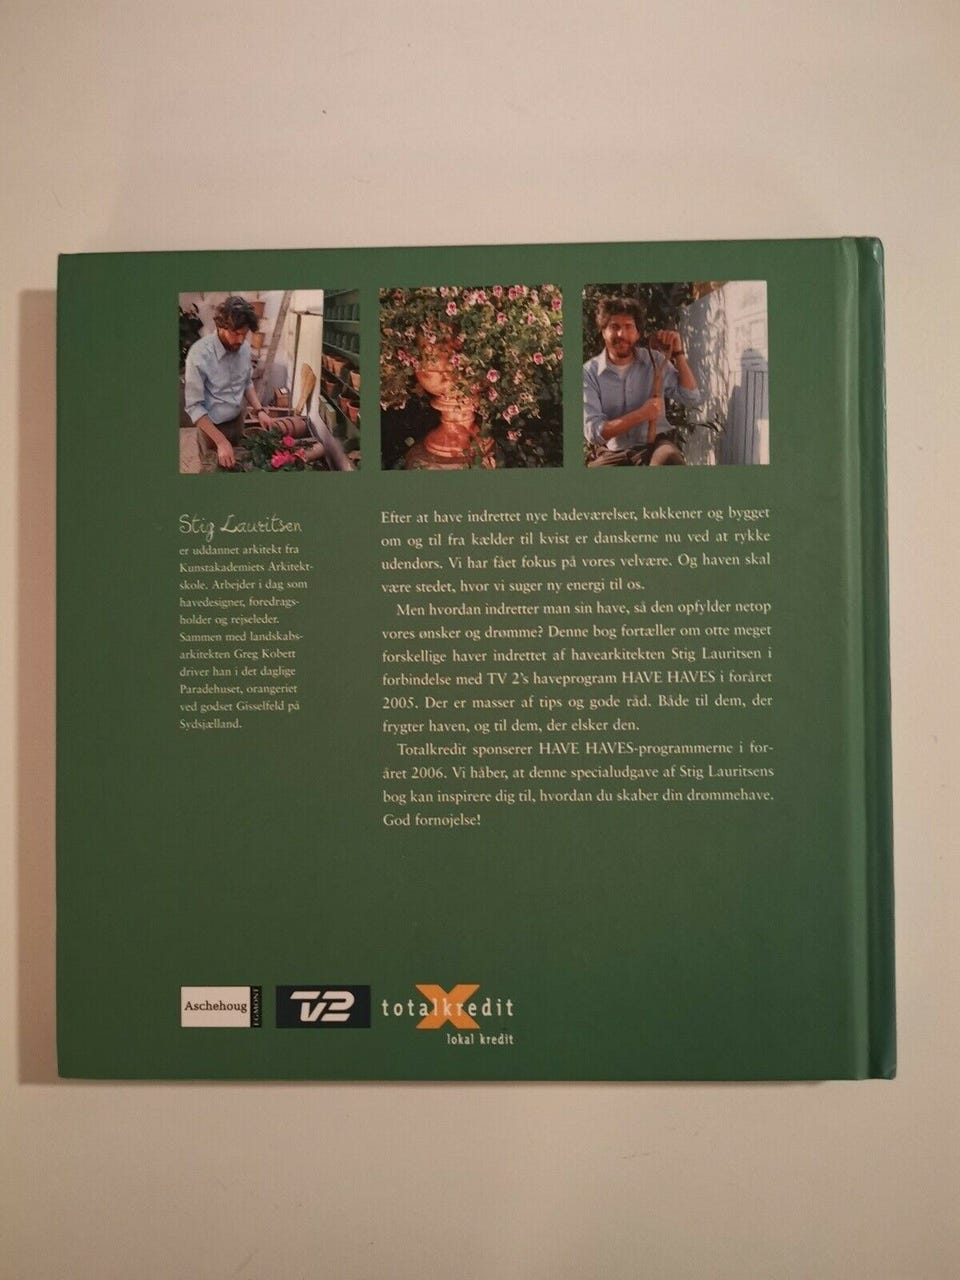 Stig Lauritsen
er uddannet arkitekt fra
Kunstakademiets Arkitekt-
skole. Arbejder i dag som
havedesigner, foredrags-
holder og rejseleder.
Sammen med landskabs-
arkitekten Greg Kobett
driver han i det daglige
Paradehuset, orangeriet
ved godset Gisselfeld på
Sydsjælland.
Efter at have indrettet nye badeværelser, køkkener og bygget
om og til fra kælder til kvist er danskerne nu ved at rykke
udendørs. Vi har fået fokus på vores velvære. Og haven skal
være stedet, hvor vi suger ny energi til os.
Men hvordan indretter man sin have, så den opfylder netop
vores ønsker og drømme? Denne bog fortæller om otte meget
forskellige haver indrettet af havearkitekten Stig Lauritsen i
forbindelse med TV 2's haveprogram HAVE HAVES i foråret
2005. Der er masser af tips og gode råd. Både til dem, der
frygter haven, og til dem, der elsker den.
Totalkredit sponserer HAVE HAVES-programmerne i for-
året 2006. Vi håber, at denne specialudgave af Stig Lauritsens
bog kan inspirere dig til, hvordan du skaber din drømmehave.
God fornøjelse!
Aschehoug
EGMONT
TV2
totalkredit
lokal kredit